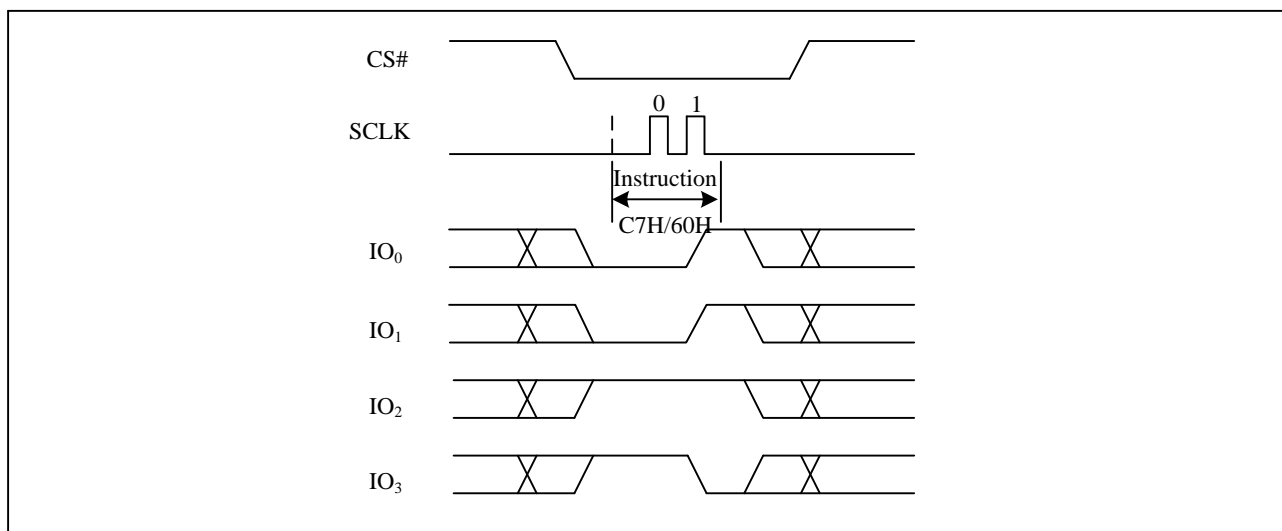 CS#
0 1
SCLK
Instruction
C7H/60H
IO₀
IO₁
IO₂
IO₃